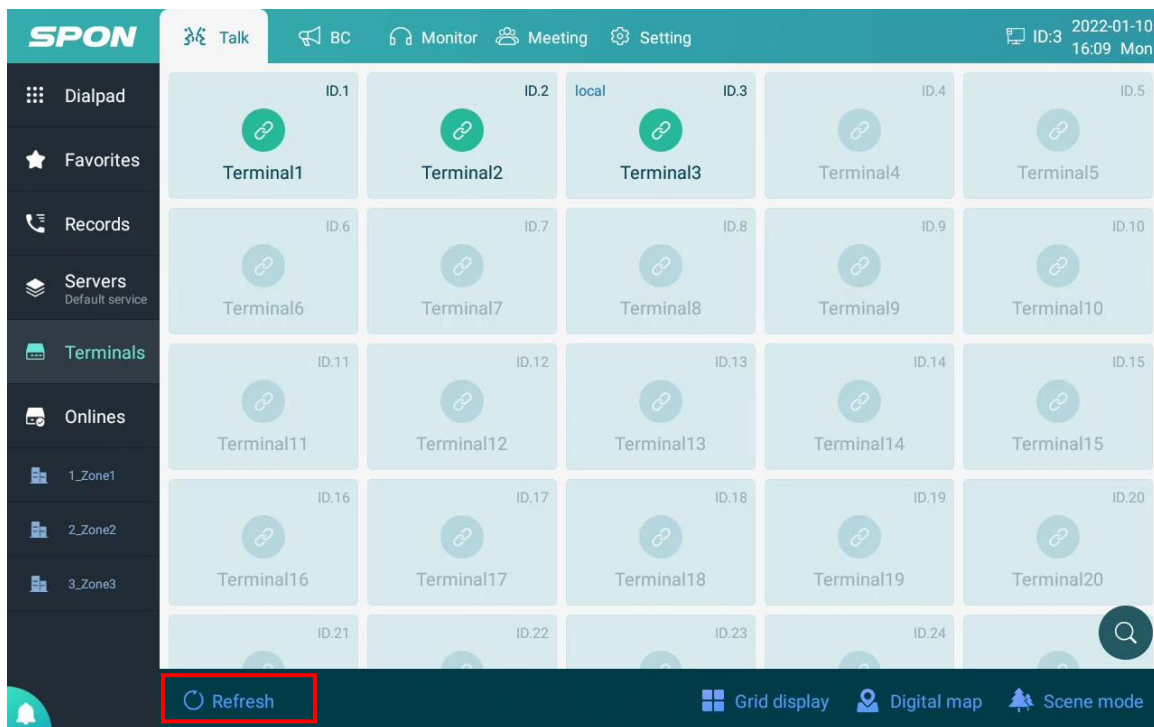 SPON
Talk
BC
Monitor
Meeting
Setting
ID:3
2022-01-10
16:09 Mon
Dialpad
Favorites
Records
Servers
Default service
Terminals
Onlines
1_Zone1
2_Zone2
3_Zone3
ID.1
Terminal1
ID.2
Terminal2
local
ID.3
Terminal3
ID.4
Terminal4
ID.5
Terminal5
ID.6
Terminal6
ID.7
Terminal7
ID.8
Terminal8
ID.9
Terminal9
ID.10
Terminal10
ID.11
Terminal11
ID.12
Terminal12
ID.13
Terminal13
ID.14
Terminal14
ID.15
Terminal15
ID.16
Terminal16
ID.17
Terminal17
ID.18
Terminal18
ID.19
Terminal19
ID.20
Terminal20
ID.21
ID.22
ID.23
ID.24
Refresh
Grid display
Digital map
Scene mode